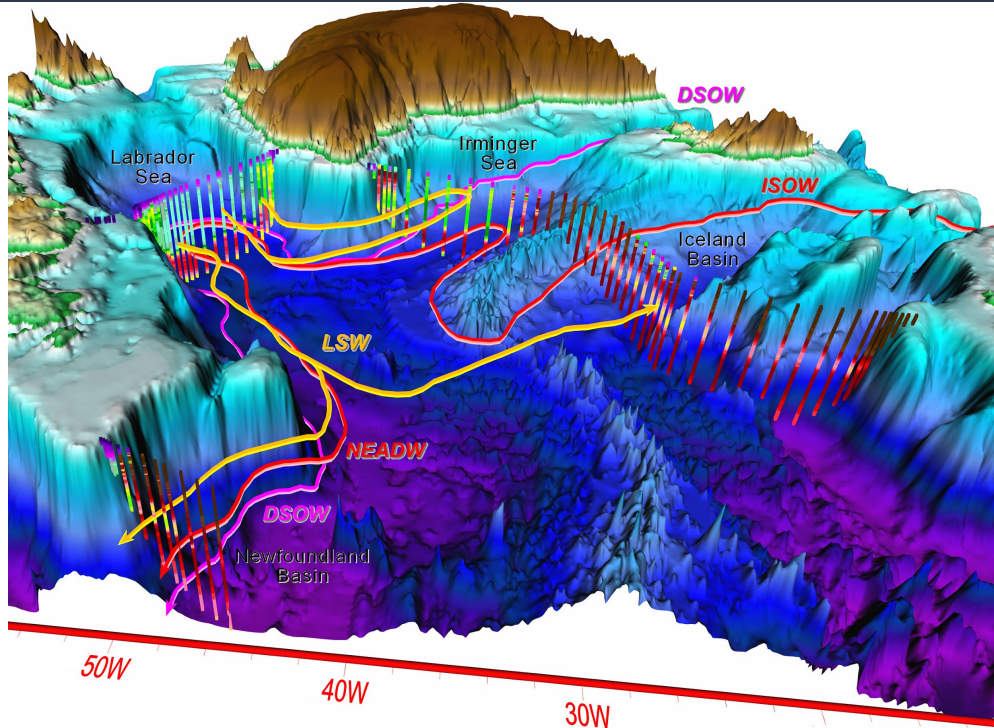 DSOW
Labrador
Sea
Irminger
Sea
ISOW
Iceland
Basin
LSW
NEADW
DSOW
Newfoundland
Basin
50W
40W
30W